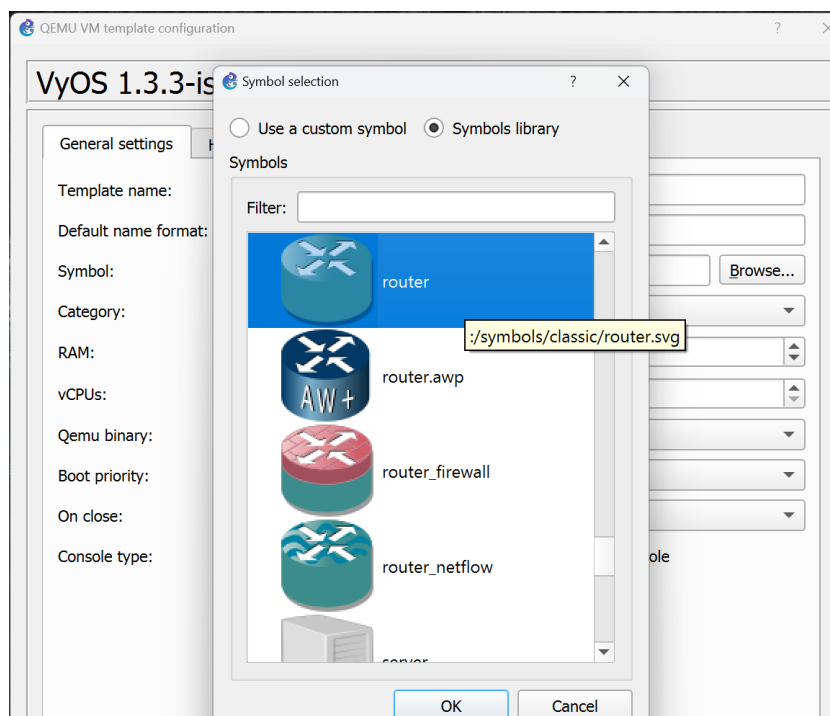 QEMU VM template configuration
VyOS 1.3.3-is
Symbol selection
Use a custom symbol
Symbols library
General settings
Symbols
Template name:
Filter:
Default name format:
router
Symbol:
Browse...
Category:
:/symbols/classic/router.svg
RAM:
router.awp
AW+
vCPUs:
Qemu binary:
router_firewall
Boot priority:
On close:
Console type:
ole
router_netflow
server
OK
Cancel